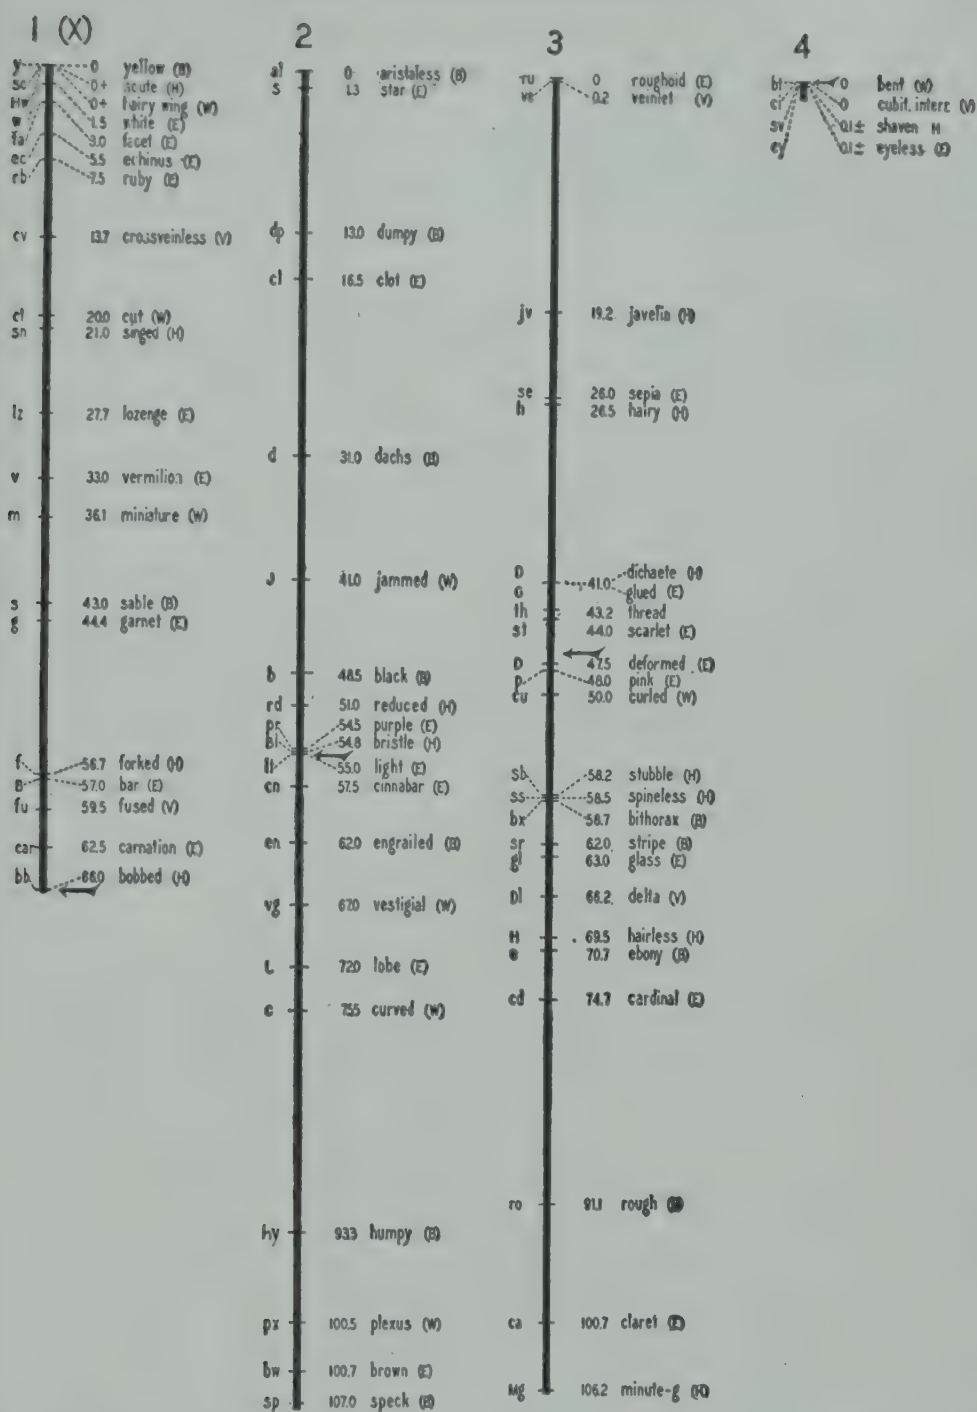 1 (X)
y 0 yellow (B)
sc 0+ scute (H)
Hw 0+ hairy wing (W)
w 1.5 white (E)
fa 3.0 facet (E)
ec 5.5 echinus (E)
rb 7.5 ruby (E)
cv 13.7 crossveinless (V)
ct 20.0 cut (W)
sn 21.0 singed (H)
lz 27.7 lozenge (E)
v 33.0 vermilion (E)
m 36.1 miniature (W)
s 43.0 sable (B)
g 44.4 garnet (E)
f 56.7 forked (H)
B 57.0 bar (E)
fu 59.5 fused (V)
car 62.5 carnation (E)
bb 66.0 bobbed (H)
2
al 0 aristaless (B)
S 1.3 star (E)
dp 13.0 dumpy (B)
cl 16.5 clot (E)
d 31.0 dachs (B)
J 41.0 jammed (W)
b 48.5 black (B)
rd 51.0 reduced (H)
pr 54.5 purple (E)
Bl 54.8 bristle (H)
lt 55.0 light (E)
cn 57.5 cinnabar (E)
en 62.0 engrailed (B)
vg 67.0 vestigial (W)
L 72.0 lobe (E)
c 75.5 curved (W)
hy 93.3 humpy (B)
px 100.5 plexus (W)
bw 100.7 brown (E)
sp 107.0 speck (B)
3
ru 0 roughoid (E)
ve 0.2 veinlet (V)
jv 19.2 javelin (H)
se 26.0 sepia (E)
h 26.5 hairy (H)
D 41.0 dichaete (H)
G glued (E)
th 43.2 thread
st 44.0 scarlet (E)
D 47.5 deformed (E)
p 48.0 pink (E)
cu 50.0 curled (W)
Sb 58.2 stubble (H)
ss 58.5 spineless (H)
bx 58.7 bithorax (B)
sr 62.0 stripe (B)
gl 63.0 glass (E)
Dl 66.2 delta (V)
H 69.5 hairless (H)
e 70.7 ebony (B)
cd 74.7 cardinal (E)
ro 91.1 rough
ca 100.7 claret (E)
Mg 106.2 minute-g (H)
4
bt 0 bent (W)
ci 0 cubit. interr. (V)
sv 0.1± shaven H
ey 0.1± eyeless (E)